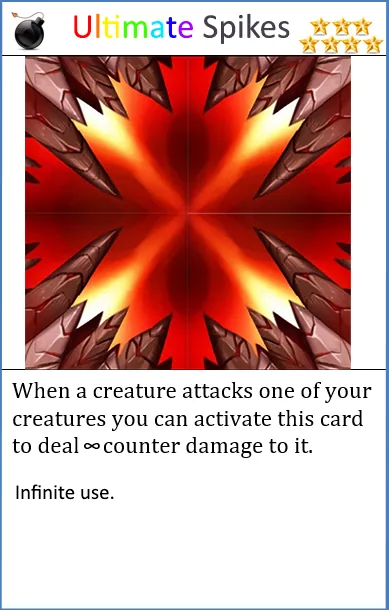 Ultimate Spikes
When a creature attacks one of your
creatures you can activate this card
to deal ∞ counter damage to it.
Infinite use.